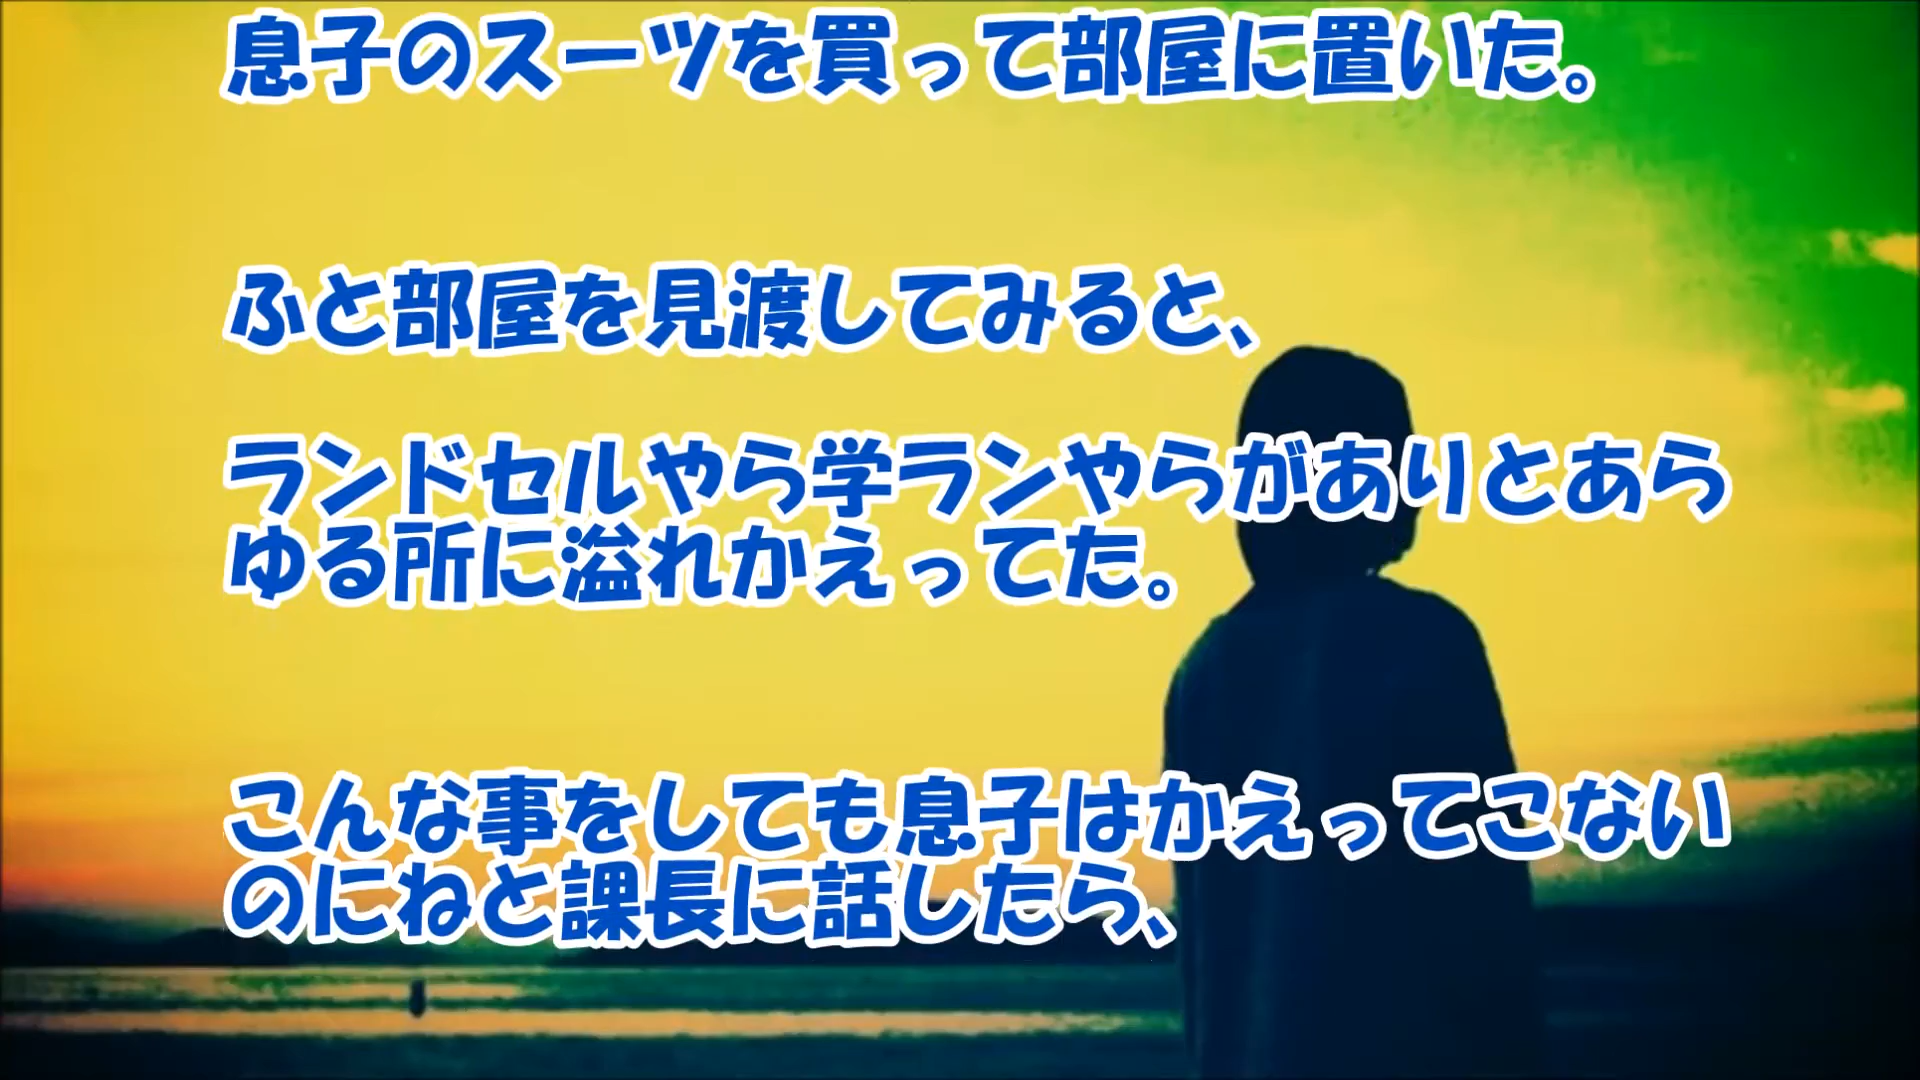 息子のスーツを買って部屋に置いた。
ふと部屋を見渡してみると、
ランドセルやら学ランやらがありとあら
ゆる所に溢れかえってた。
こんな事をしても息子はかえってこない
のにねと課長に話したら、